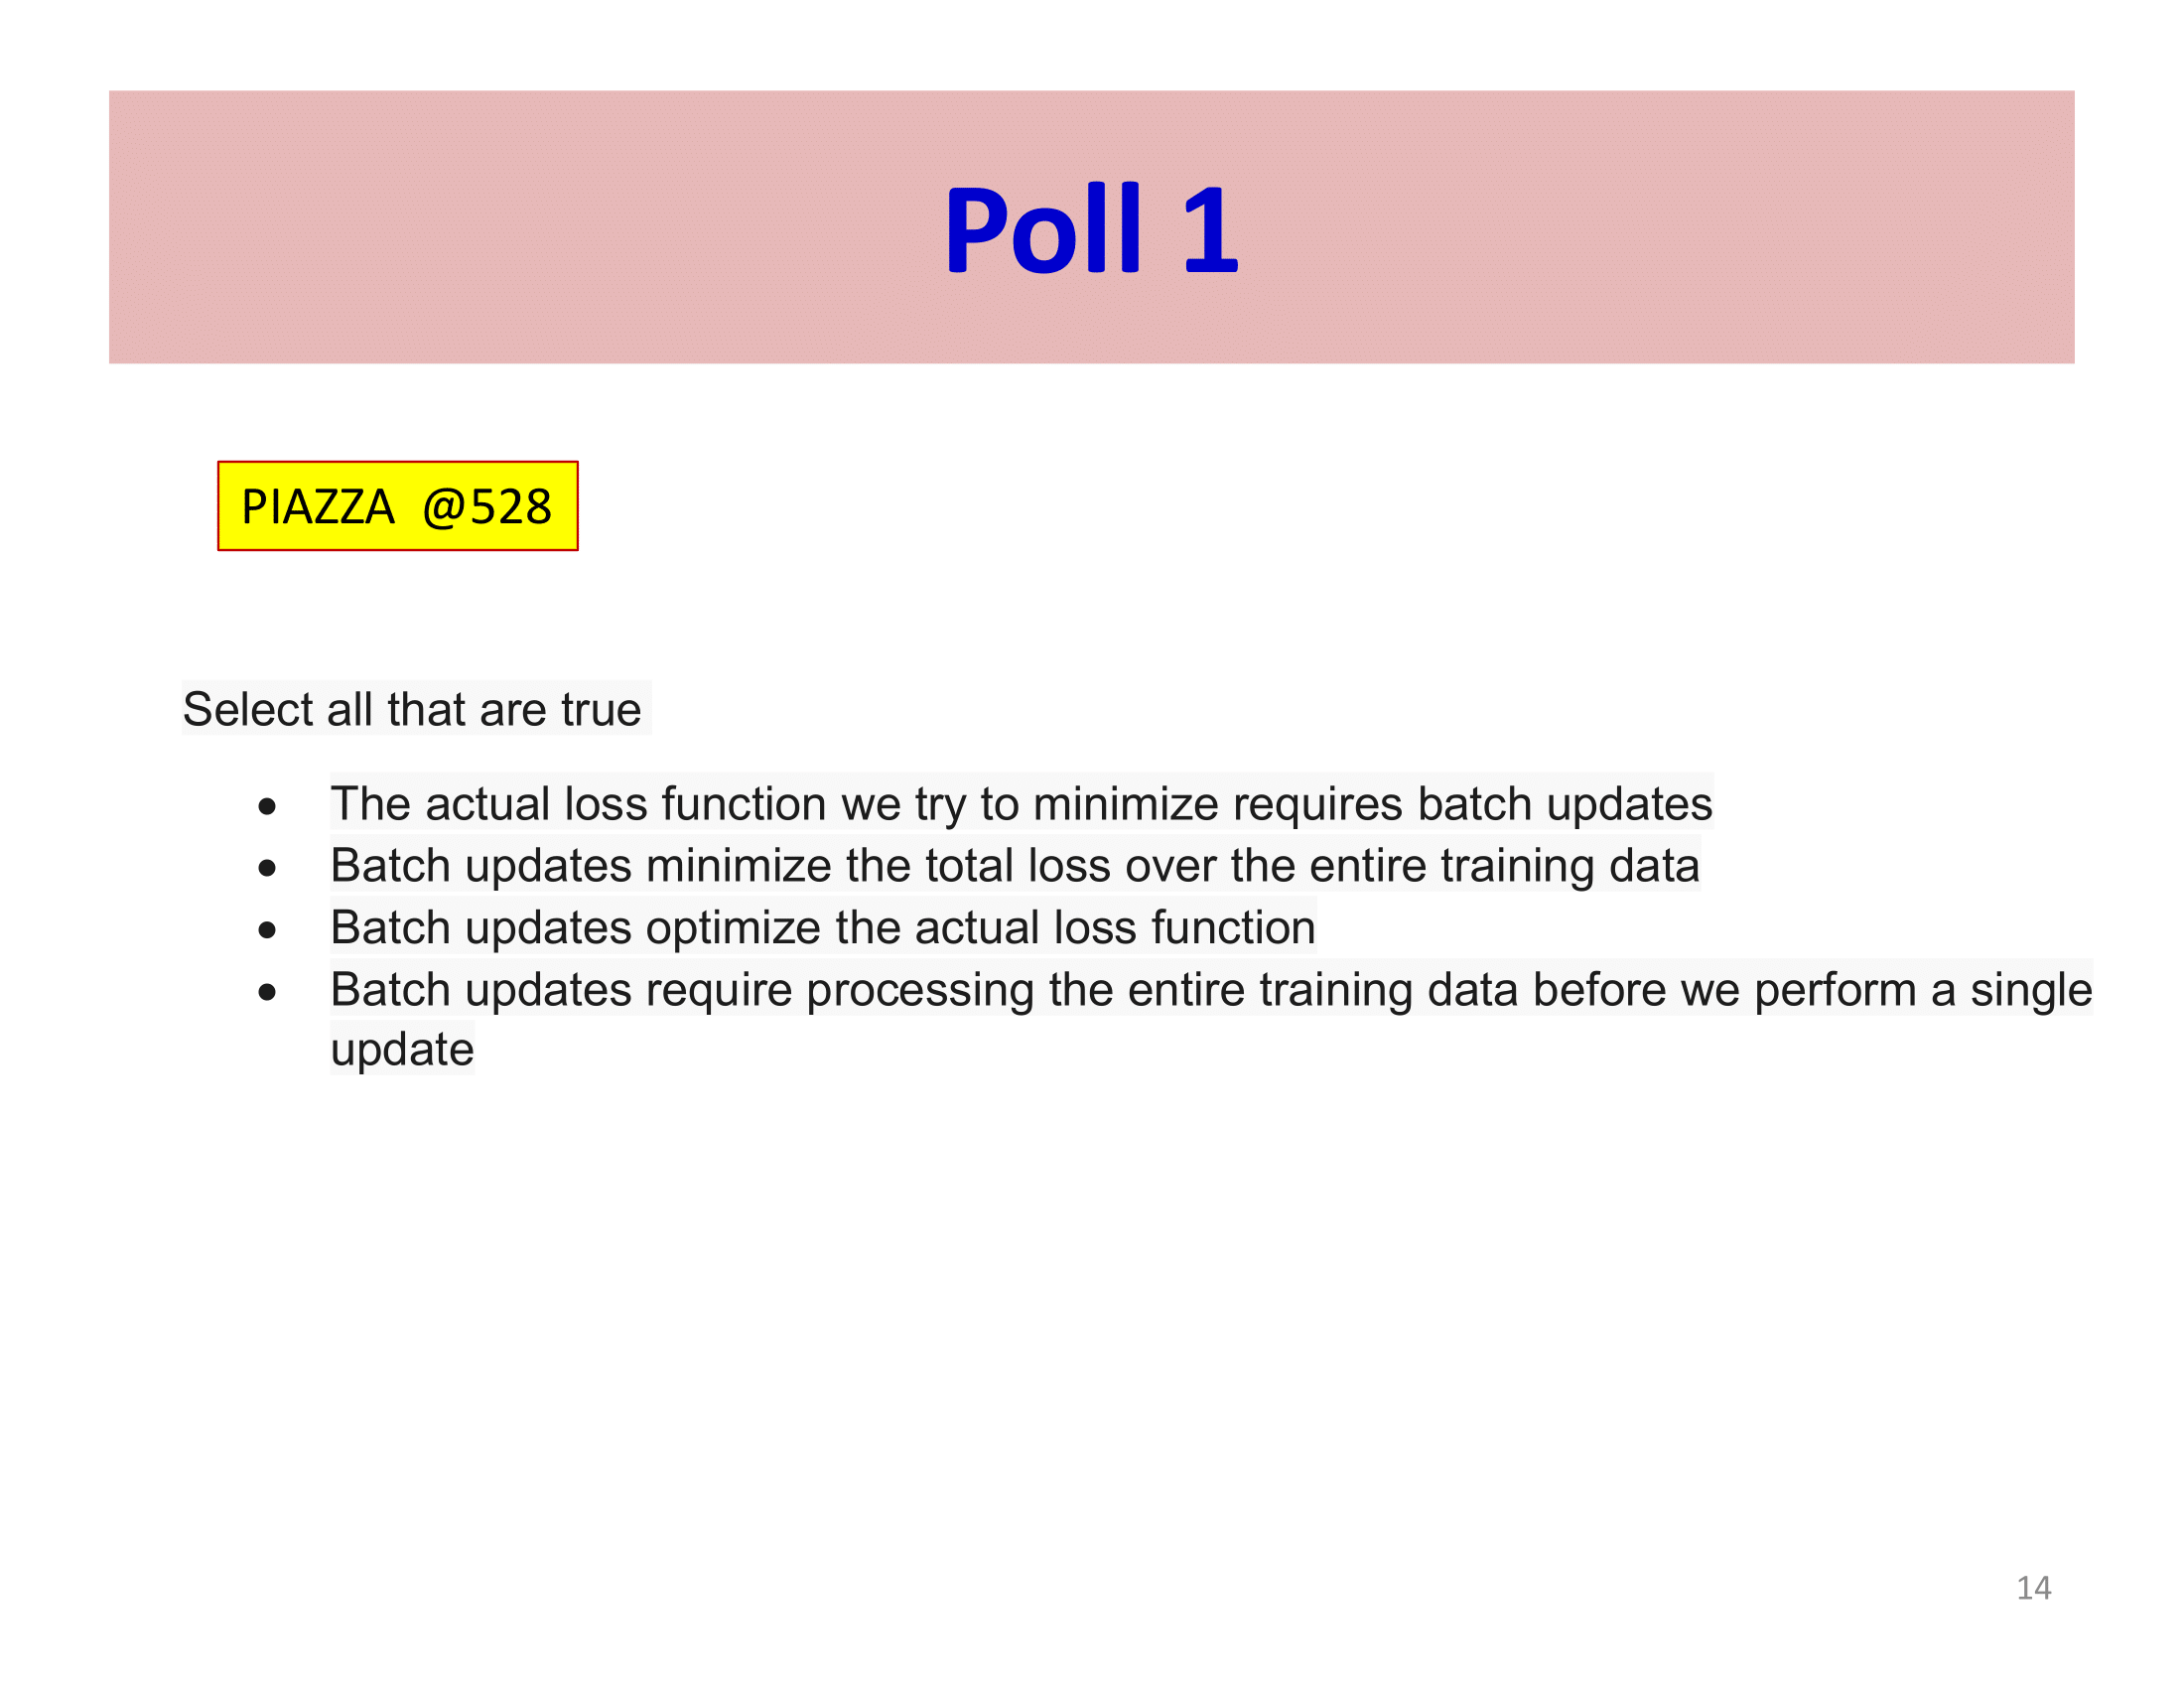 Poll 1
PIAZZA @528
Select all that are true
● The actual loss function we try to minimize requires batch updates
● Batch updates minimize the total loss over the entire training data
● Batch updates optimize the actual loss function
● Batch updates require processing the entire training data before we perform a single
update
14